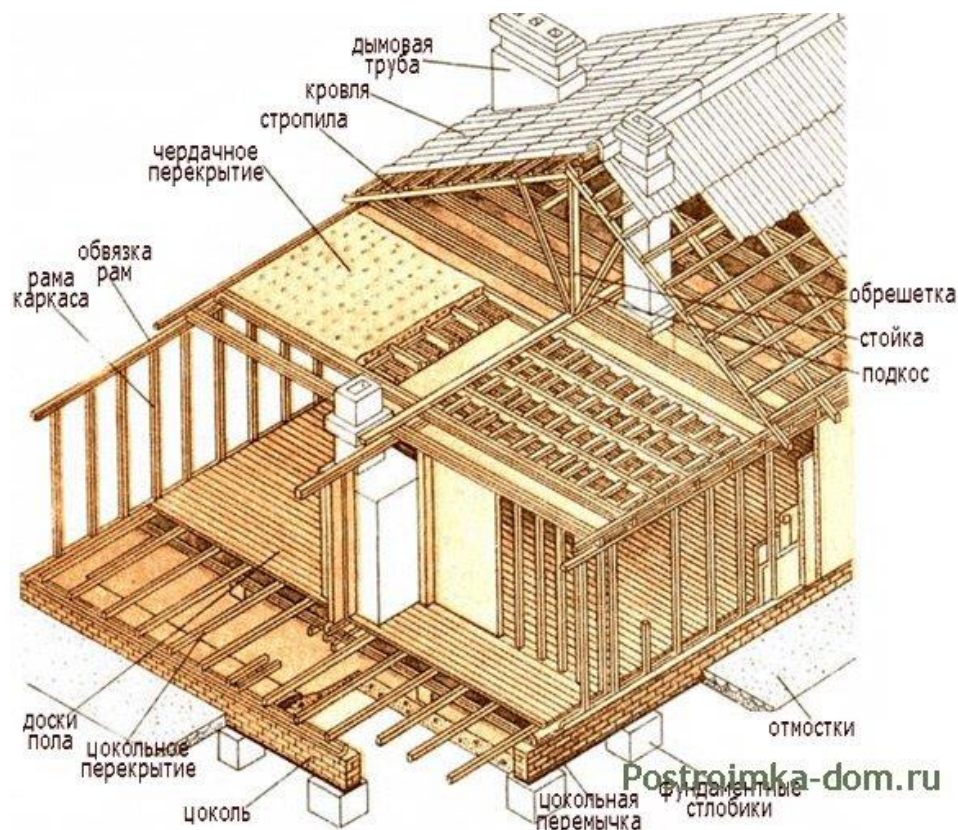 дымовая
труба
кровля
стропила
чердачное
перекрытие
обвязка
рам
рама
каркаса
обрешетка
стойка
подкос
доски
пола
цокольное
перекрытие
цоколь
цокольная
перемычка
фундаментные
стлобики
отмостки
Postroimka-dom.ru